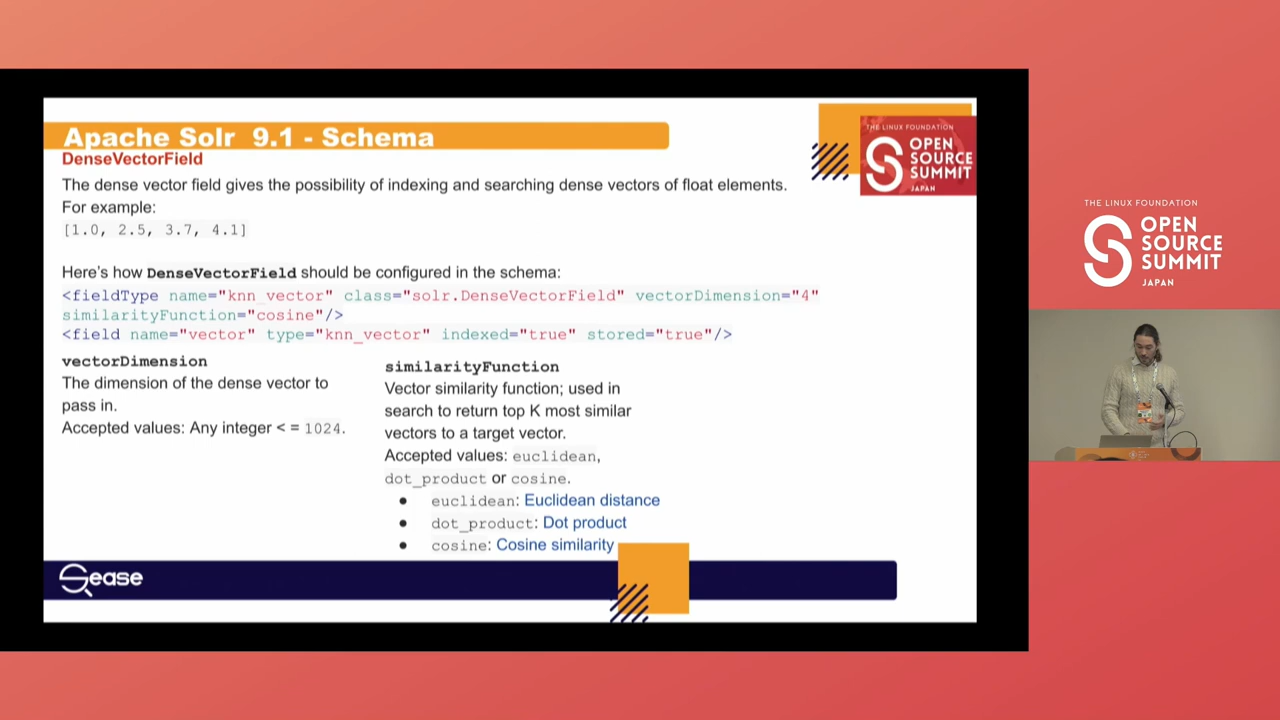 Apache Solr 9.1 - Schema
DenseVectorField
The dense vector field gives the possibility of indexing and searching dense vectors of float elements.
For example:
[1.0, 2.5, 3.7, 4.1]
Here's how DenseVectorField should be configured in the schema:
<fieldType name="knn_vector" class="solr.DenseVectorField" vectorDimension="4"
similarityFunction="cosine"/>
<field name="vector" type="knn_vector" indexed="true" stored="true"/>
vectorDimension
The dimension of the dense vector to
pass in.
Accepted values: Any integer < = 1024.
similarityFunction
Vector similarity function; used in
search to return top K most similar
vectors to a target vector.
Accepted values: euclidean,
dot_product or cosine.
● euclidean: Euclidean distance
● dot_product: Dot product
● cosine: Cosine similarity
Sease
THE LINUX FOUNDATION
OPEN
SOURCE
SUMMIT
JAPAN
THE LINUX FOUNDATION
OPEN
SOURCE
SUMMIT
JAPAN